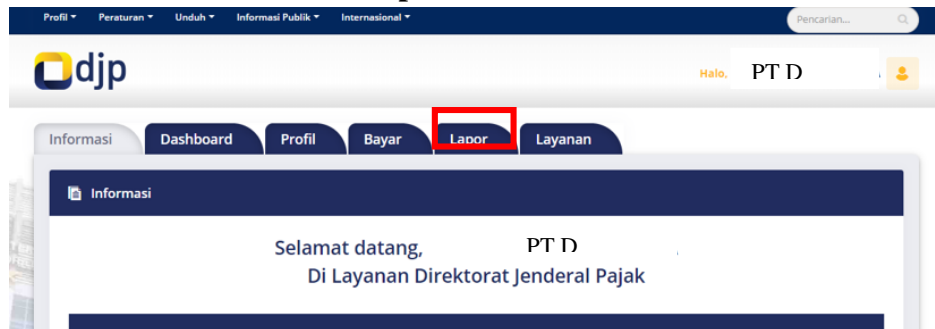 Profil Peraturan Unduh Informasi Publik Internasional Pencarian...
djp
Halo, PT D
Informasi Dashboard Profil Bayar Lapor Layanan
Informasi
Selamat datang, PT D
Di Layanan Direktorat Jenderal Pajak